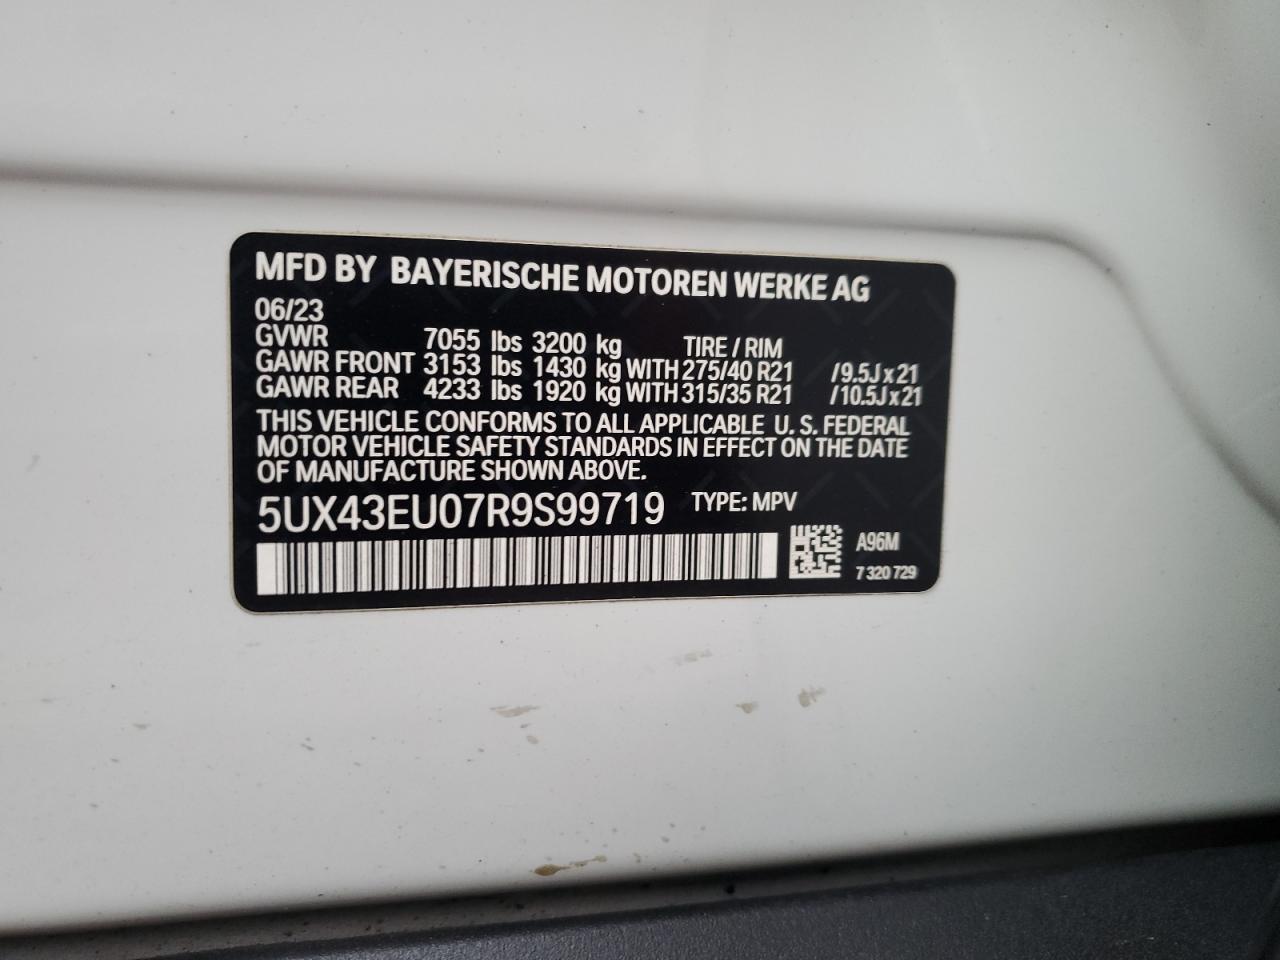 MFD BY BAYERISCHE MOTOREN WERKE AG
06/23
GVWR 7055 lbs 3200 kg TIRE / RIM
GAWR FRONT 3153 lbs 1430 kg WITH 275/40 R21 /9.5J x 21
GAWR REAR 4233 lbs 1920 kg WITH 315/35 R21 /10.5J x 21
THIS VEHICLE CONFORMS TO ALL APPLICABLE U. S. FEDERAL
MOTOR VEHICLE SAFETY STANDARDS IN EFFECT ON THE DATE
OF MANUFACTURE SHOWN ABOVE.
5UX43EU07R9S99719 TYPE: MPV
A96M
7 320 729